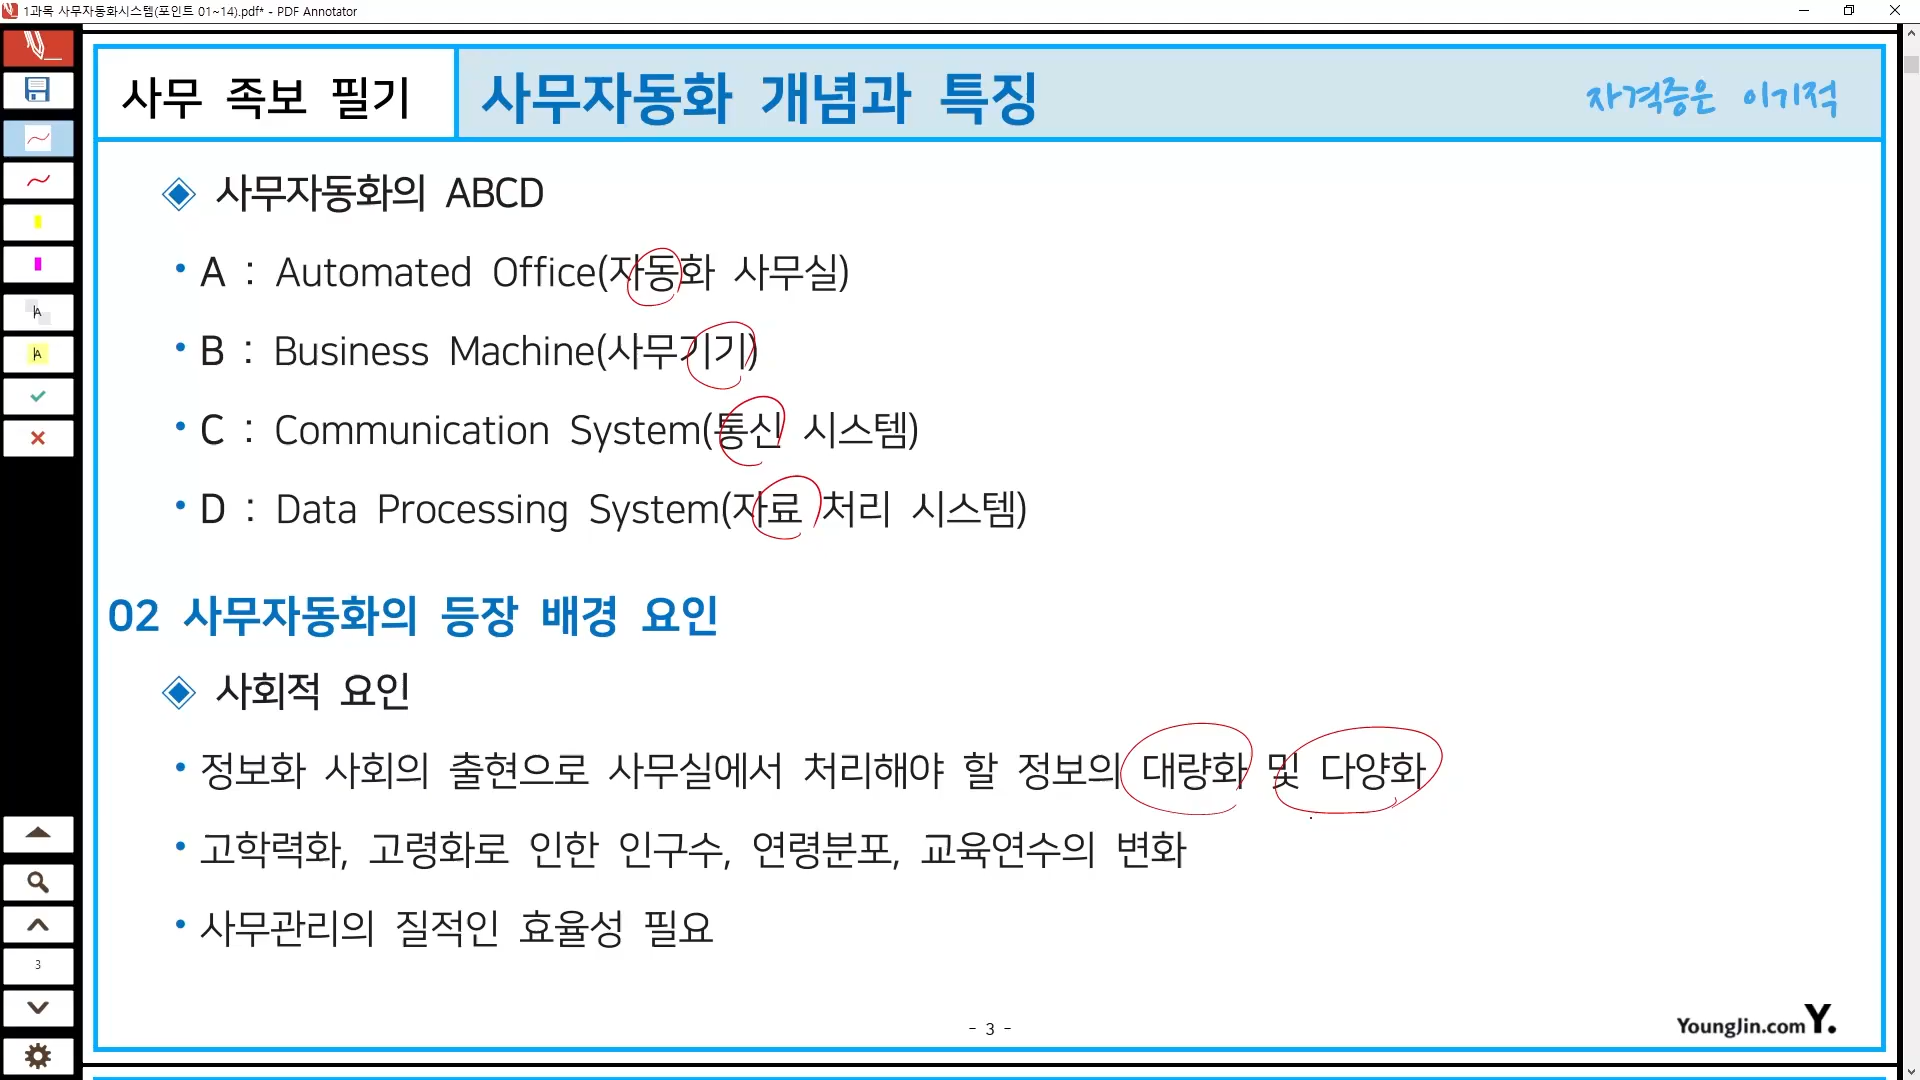 1과목 사무자동화시스템(포인트 01~14).pdf* - PDF Annotator
사무 족보 필기
사무자동화 개념과 특징
자격증은 이기적
사무자동화의 ABCD
• A : Automated Office(자동화 사무실)
• B : Business Machine(사무기기)
• C : Communication System(통신 시스템)
• D : Data Processing System(자료 처리 시스템)
02 사무자동화의 등장 배경 요인
사회적 요인
• 정보화 사회의 출현으로 사무실에서 처리해야 할 정보의 대량화 및 다양화
• 고학력화, 고령화로 인한 인구수, 연령분포, 교육연수의 변화
• 사무관리의 질적인 효율성 필요
3
- 3 -
YoungJin.com Y.